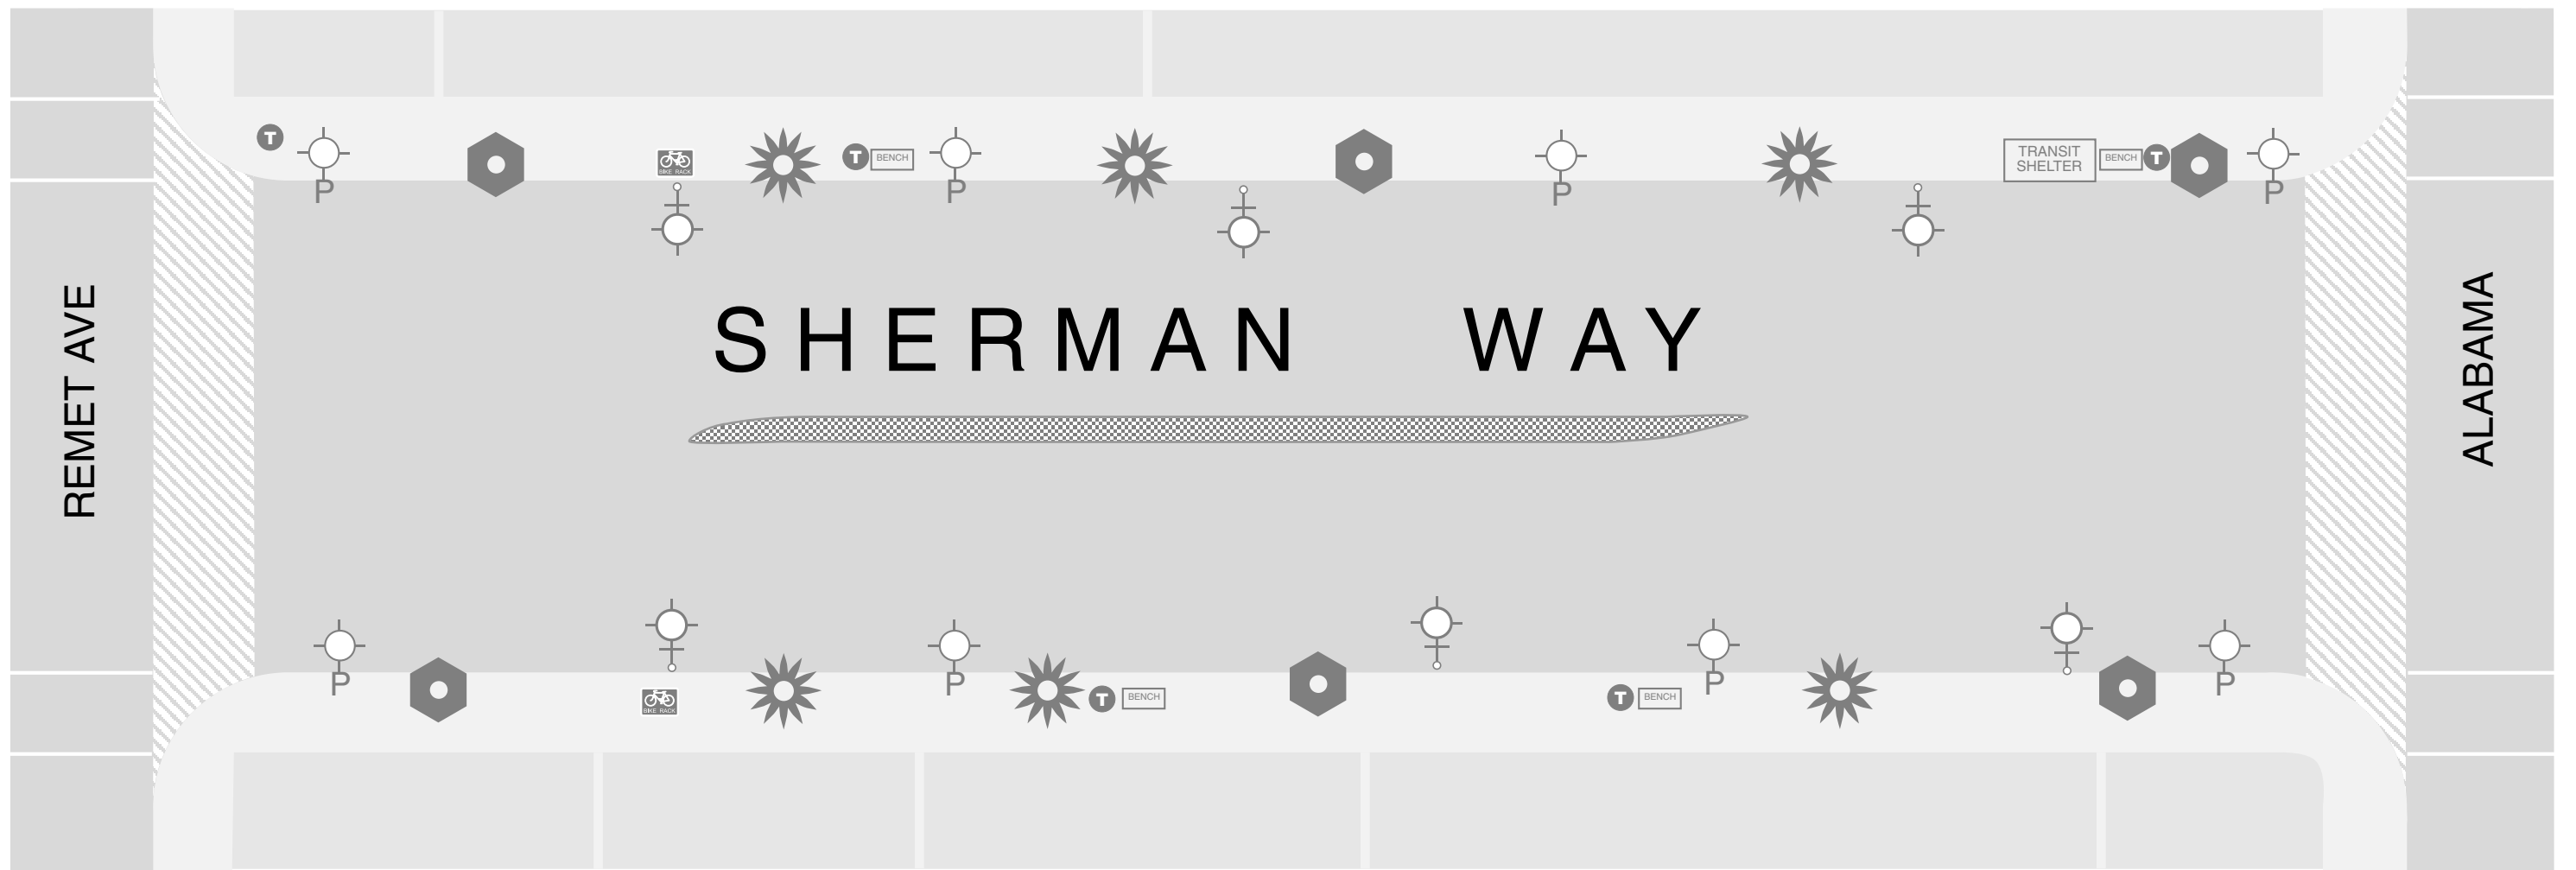 T
P
BIKE RACK
T
BENCH
P
P
TRANSIT
SHELTER
BENCH
T
P
REMET AVE
SHERMAN WAY
ALABAMA
P
BIKE RACK
P
T
BENCH
T
BENCH
P
P